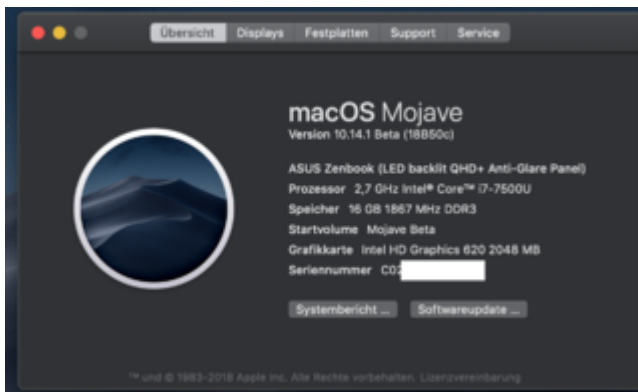 Übersicht Displays Festplatten Support Service
macOS Mojave
Version 10.14.1 Beta (18B50c)
ASUS Zenbook (LED backlit QHD+ Anti-Glare Panel)
Prozessor 2,7 GHz Intel® Core™ i7-7500U
Speicher 16 GB 1867 MHz DDR3
Startvolume Mojave Beta
Grafikkarte Intel HD Graphics 620 2048 MB
Seriennummer C02
Systembericht ... Softwareupdate ...
™ und © 1983-2018 Apple Inc. Alle Rechte vorbehalten. Lizenzvereinbarung